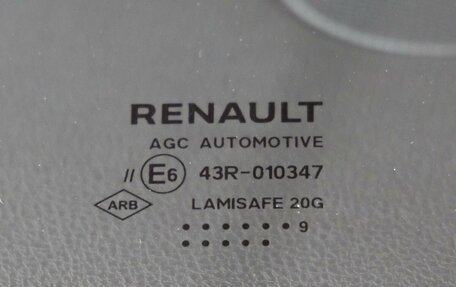 RENAULT
AGC AUTOMOTIVE
// E6 43R-010347
ARB LAMISAFE 20G
•••••• 9
•••••